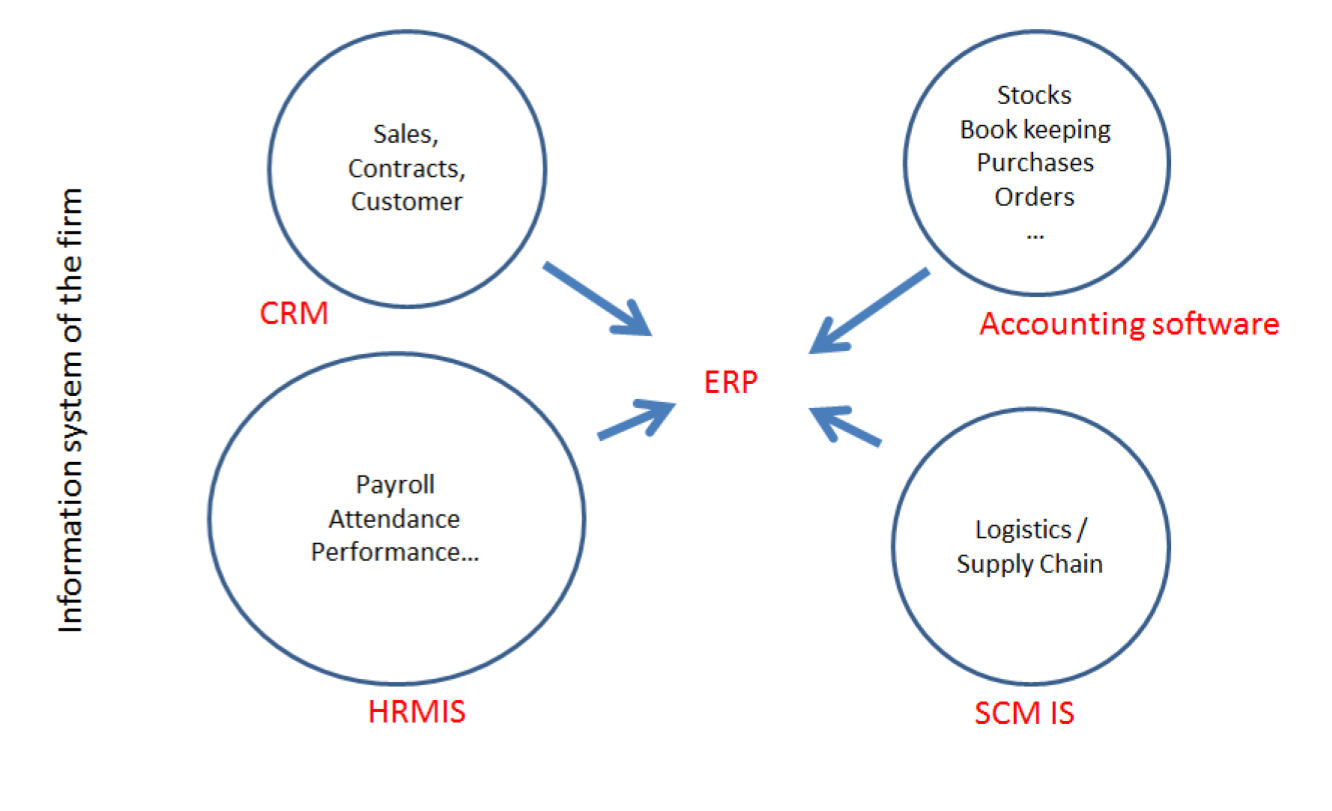 Information system of the firm
Sales,
Contracts,
Customer
CRM
Stocks
Book keeping
Purchases
Orders
...
Accounting software
ERP
Payroll
Attendance
Performance...
HRMIS
Logistics /
Supply Chain
SCM IS